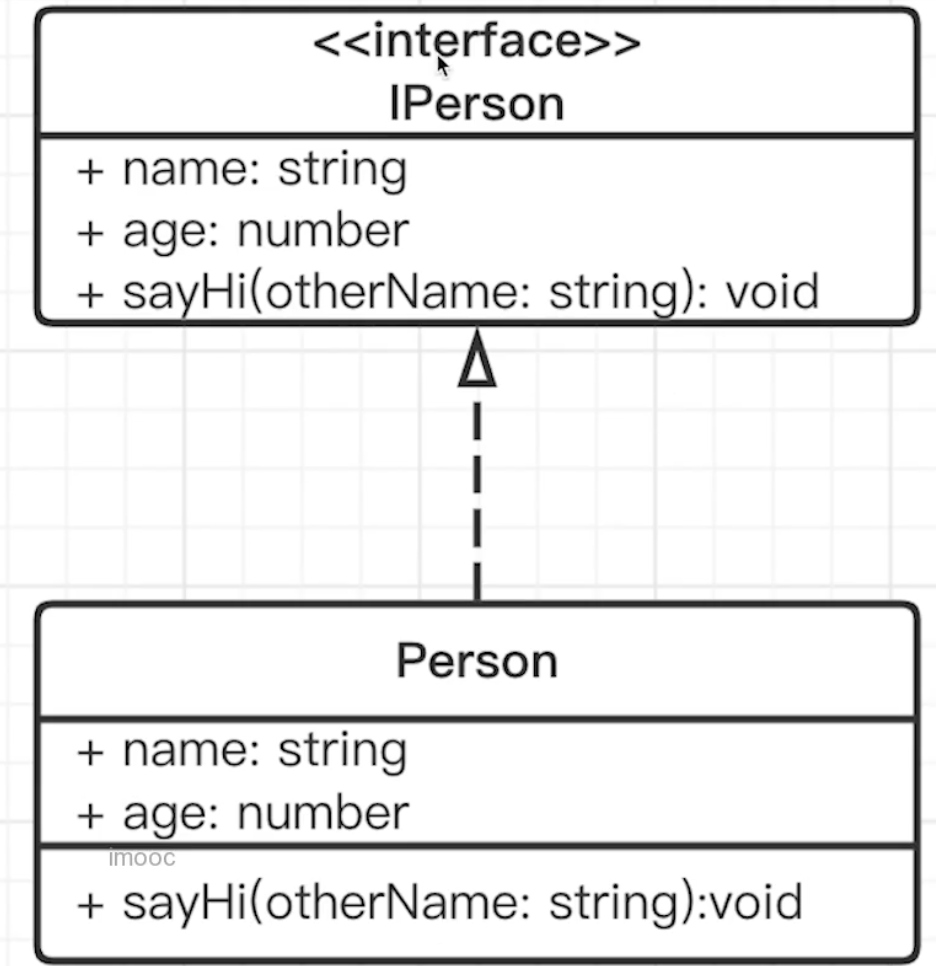 <<interface>>
IPerson
+ name: string
+ age: number
+ sayHi(otherName: string): void
Person
+ name: string
+ age: number
imooc
+ sayHi(otherName: string):void